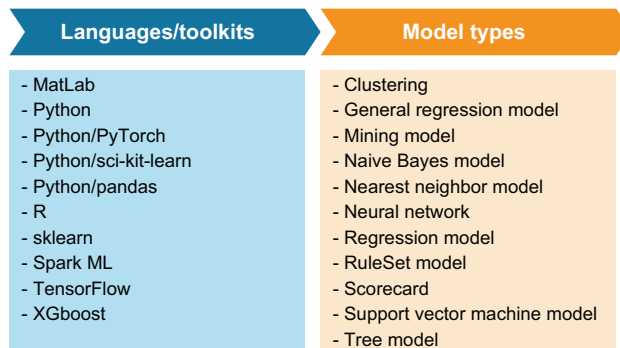 Languages/toolkits
- MatLab
- Python
- Python/PyTorch
- Python/sci-kit-learn
- Python/pandas
- R
- sklearn
- Spark ML
- TensorFlow
- XGboost
Model types
- Clustering
- General regression model
- Mining model
- Naive Bayes model
- Nearest neighbor model
- Neural network
- Regression model
- RuleSet model
- Scorecard
- Support vector machine model
- Tree model